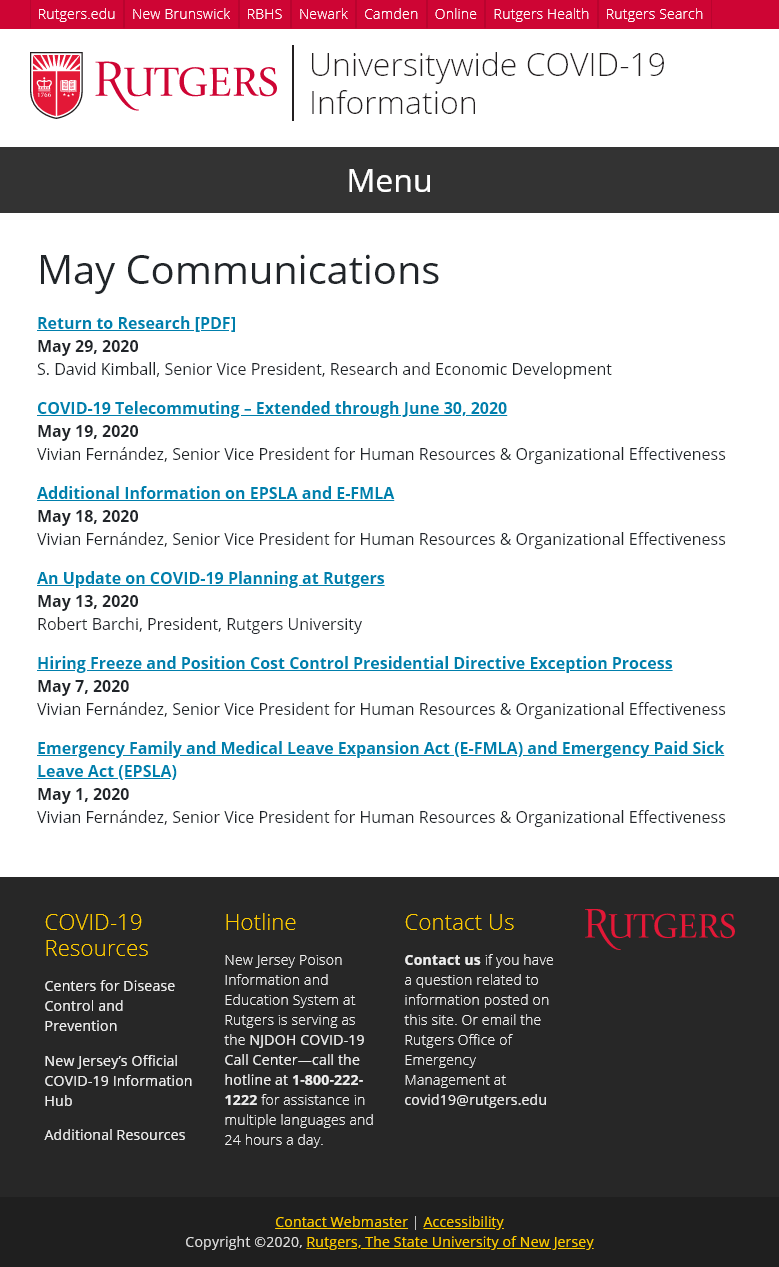 Rutgers.edu New Brunswick RBHS Newark Camden Online Rutgers Health Rutgers Search
1766
RUTGERS
Universitywide COVID-19
Information
Menu
May Communications
Return to Research [PDF]
May 29, 2020
S. David Kimball, Senior Vice President, Research and Economic Development
COVID-19 Telecommuting – Extended through June 30, 2020
May 19, 2020
Vivian Fernández, Senior Vice President for Human Resources & Organizational Effectiveness
Additional Information on EPSLA and E-FMLA
May 18, 2020
Vivian Fernández, Senior Vice President for Human Resources & Organizational Effectiveness
An Update on COVID-19 Planning at Rutgers
May 13, 2020
Robert Barchi, President, Rutgers University
Hiring Freeze and Position Cost Control Presidential Directive Exception Process
May 7, 2020
Vivian Fernández, Senior Vice President for Human Resources & Organizational Effectiveness
Emergency Family and Medical Leave Expansion Act (E-FMLA) and Emergency Paid Sick
Leave Act (EPSLA)
May 1, 2020
Vivian Fernández, Senior Vice President for Human Resources & Organizational Effectiveness
COVID-19
Resources
Centers for Disease
Control and
Prevention
New Jersey’s Official
COVID-19 Information
Hub
Additional Resources
Hotline
New Jersey Poison
Information and
Education System at
Rutgers is serving as
the NJDOH COVID-19
Call Center—call the
hotline at 1-800-222-
1222 for assistance in
multiple languages and
24 hours a day.
Contact Us
Contact us if you have
a question related to
information posted on
this site. Or email the
Rutgers Office of
Emergency
Management at
covid19@rutgers.edu
RUTGERS
Contact Webmaster | Accessibility
Copyright ©2020, Rutgers, The State University of New Jersey